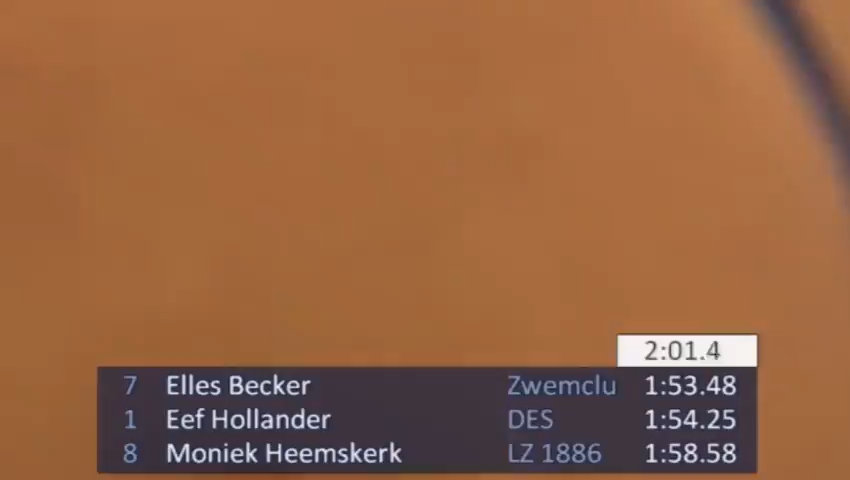 2:01.4
7 Elles Becker Zwemclu 1:53.48
1 Eef Hollander DES 1:54.25
8 Moniek Heemskerk LZ 1886 1:58.58